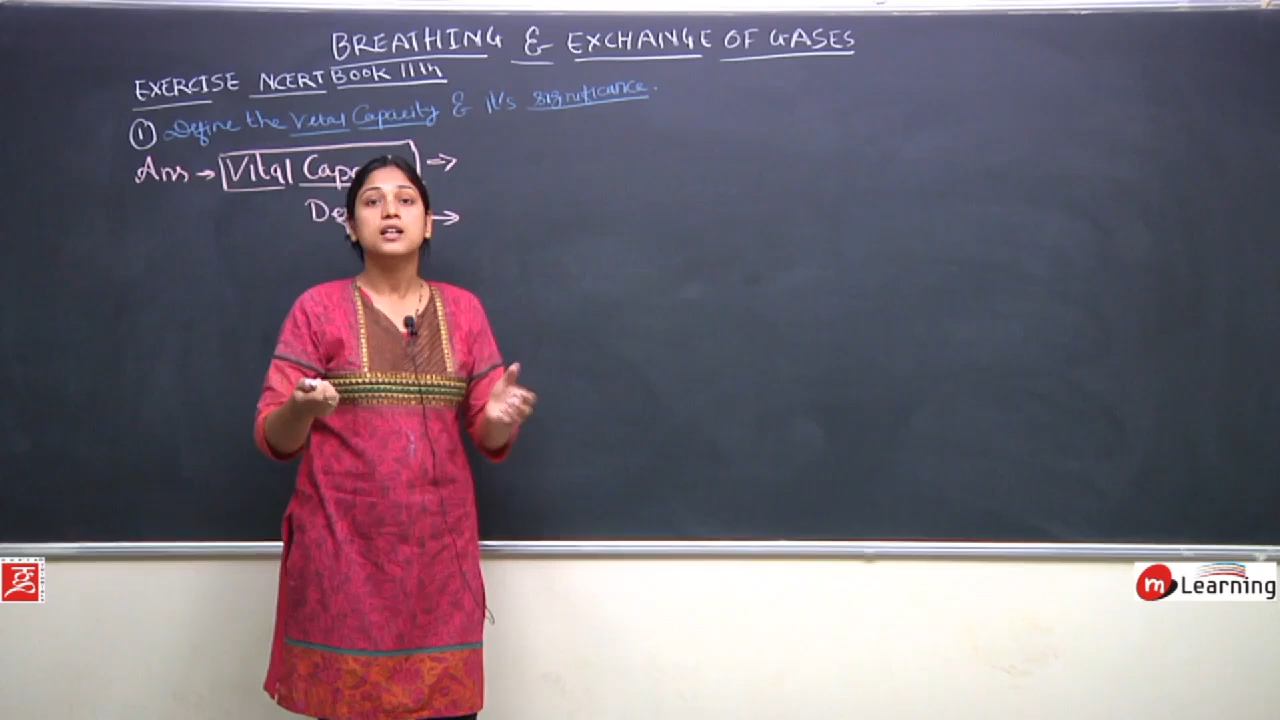 BREATHING & EXCHANGE OF GASES
EXERCISE NCERT BOOK 11th
① Define the Vital Capacity & it's significance.
Ans → Vital Cap →
De →
m Learning